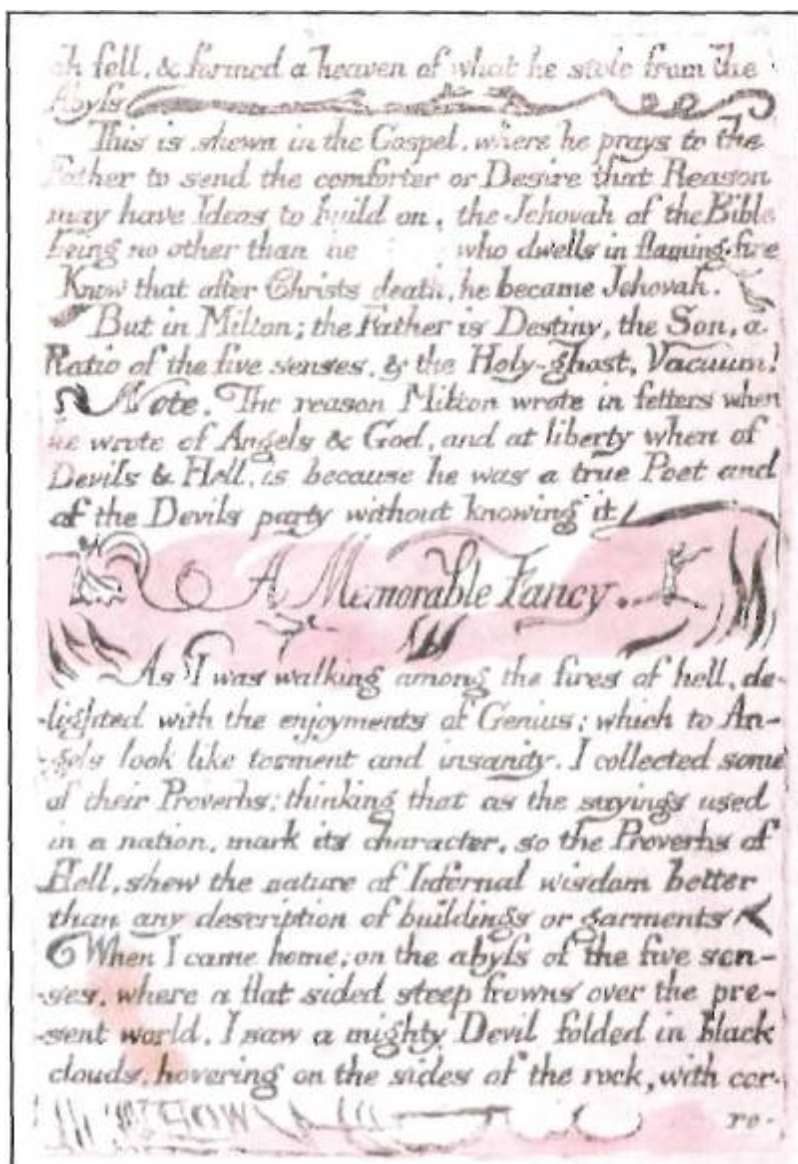 ah fell, & formed a heaven of what he stole from the
Abyss
This is shewn in the Gospel, where he prays to the
Father to send the comforter or Desire that Reason
may have Ideas to build on, the Jehovah of the Bible
being no other than he who dwells in flaming fire
Know that after Christs death, he became Jehovah.
But in Milton; the Father is Destiny, the Son, a
Ratio of the five senses, & the Holy-ghost, Vacuum!
Note. The reason Milton wrote in fetters when
he wrote of Angels & God, and at liberty when of
Devils & Hell, is because he was a true Poet and
of the Devils party without knowing it
A Memorable Fancy.
As I was walking among the fires of hell, de-
-lighted with the enjoyments of Genius; which to An-
-gels look like torment and insanity. I collected some
of their Proverbs; thinking that as the sayings used
in a nation, mark its character, so the Proverbs of
Hell, shew the nature of Infernal wisdom better
than any description of buildings or garments
When I came home; on the abyss of the five sen-
-ses, where a flat sided steep frowns over the pre-
-sent world, I saw a mighty Devil folded in black
clouds, hovering on the sides of the rock, with cor-
ro-